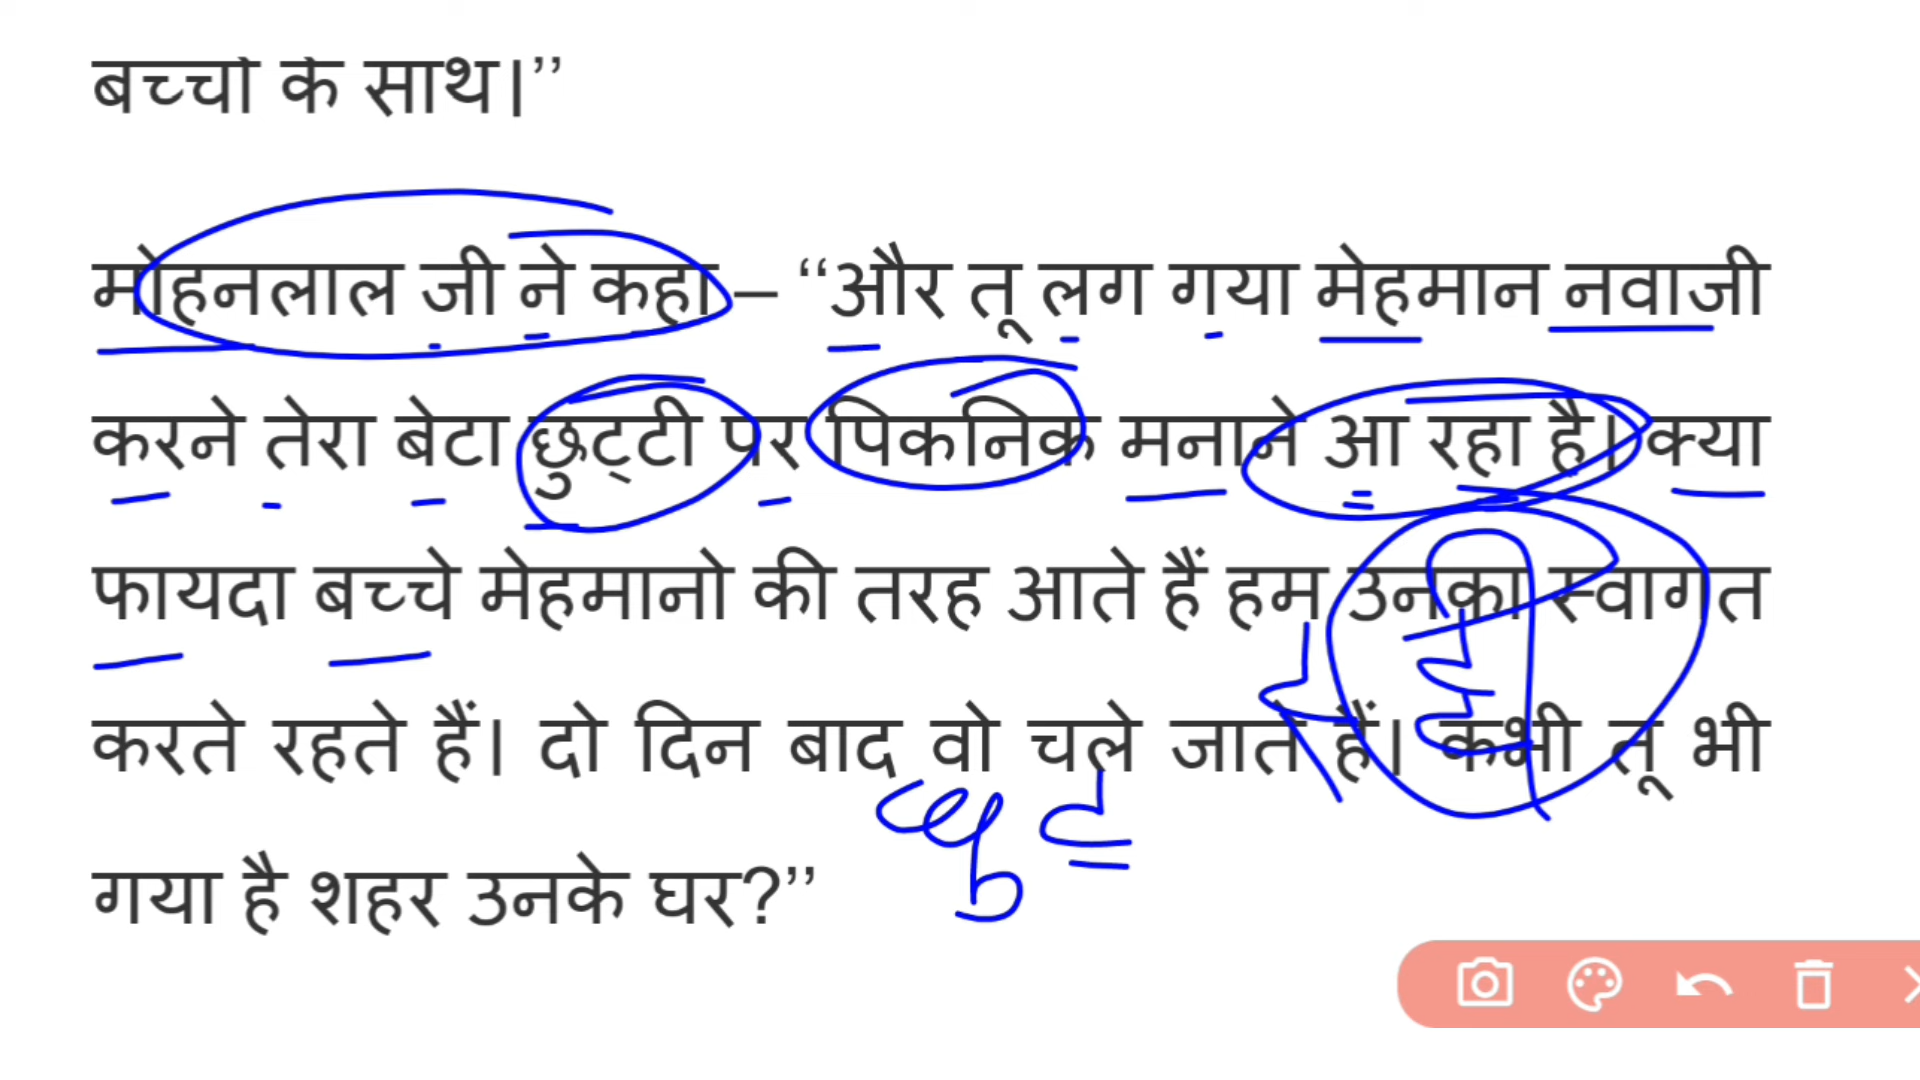 बच्चों के साथ।’’
मोहनलाल जी ने कहा – ‘‘और तू लग गया मेहमान नवाजी
करने तेरा बेटा छुट्टी पर पिकनिक मनाने आ रहा है। क्या
फायदा बच्चे मेहमानो की तरह आते हैं हम उनका स्वागत
करते रहते हैं। दो दिन बाद वो चले जाते हैं। कभी तू भी
गया है शहर उनके घर?’’